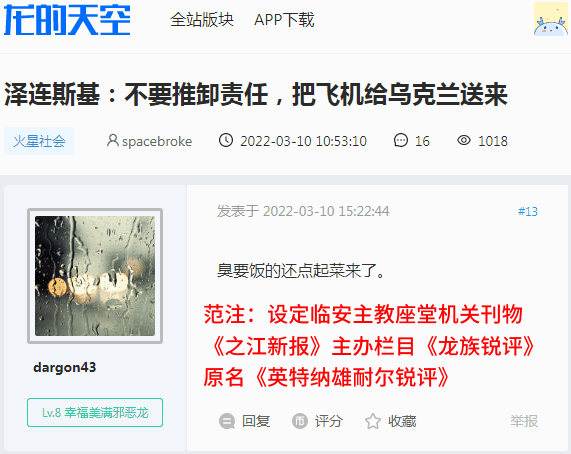 龙的天空
全站版块 APP下载
泽连斯基：不要推卸责任，把飞机给乌克兰送来
火星社会 spacebroke 2022-03-10 10:53:10 16 1018
发表于 2022-03-10 15:22:44 #13
臭要饭的还点起菜来了。
范注：设定临安主教座堂机关刊物
《之江新报》主办栏目《龙族锐评》
原名《英特纳雄耐尔锐评》
dargon43
Lv.8 幸福美满邪恶龙
回复 评分 收藏 举报